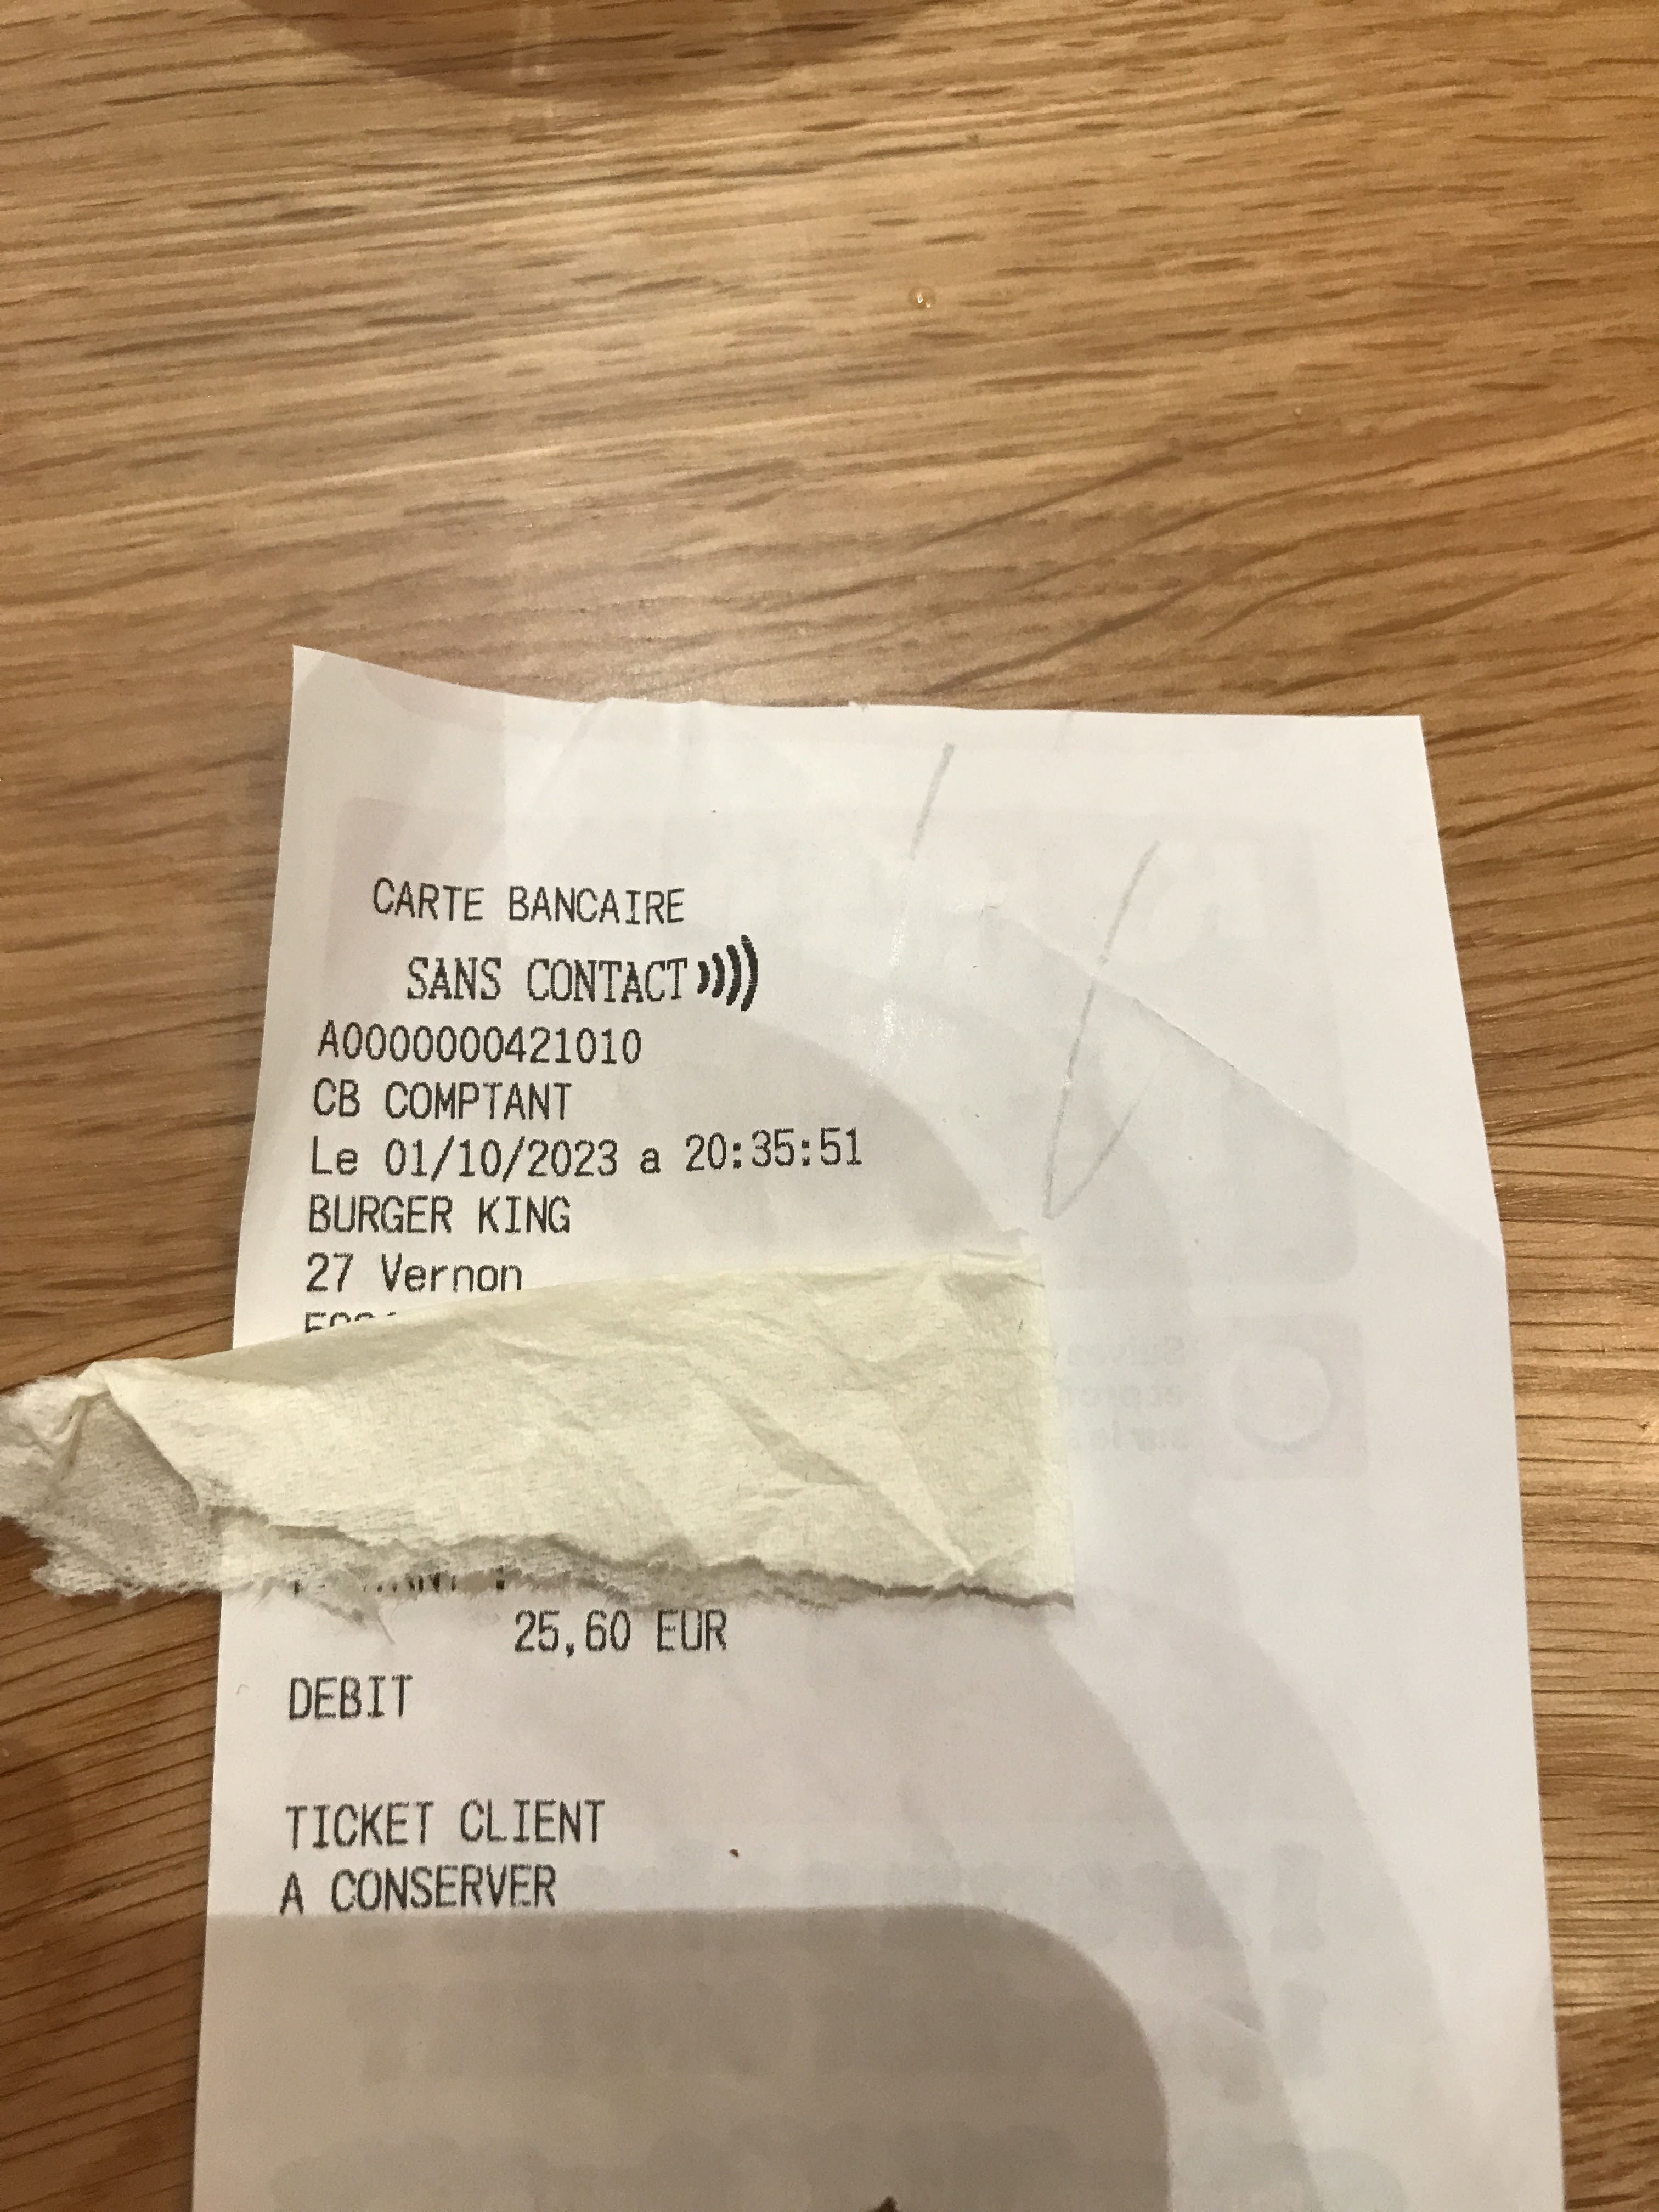 CARTE BANCAIRE
SANS CONTACT
A0000000421010
CB COMPTANT
Le 01/10/2023 a 20:35:51
BURGER KING
27 Vernon
25,60 EUR
DEBIT
TICKET CLIENT
A CONSERVER